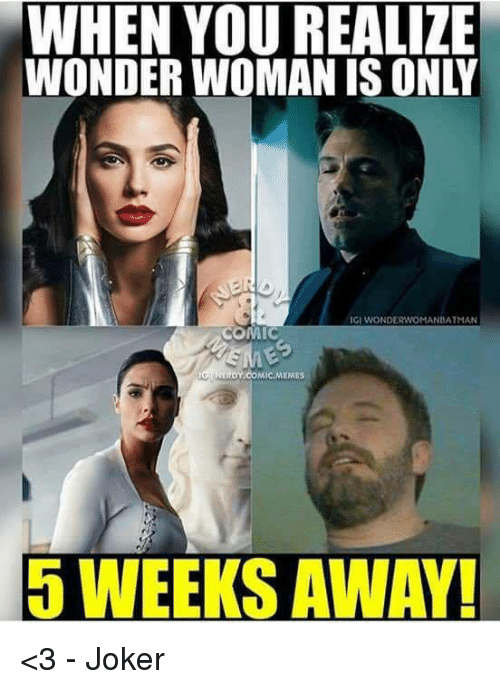 WHEN YOU REALIZE
WONDER WOMAN IS ONLY
NERDY
&
IG| WONDERWOMANBATMAN
COMIC
MEMES
IG| NERDY.COMIC.MEMES
5 WEEKS AWAY!
<3 - Joker